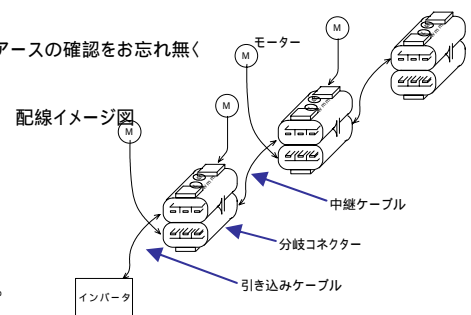 アースの確認をお忘れ無く
M
モーター
M
M
配線イメージ図
M
中継ケーブル
分岐コネクター
引き込みケーブル
。
インバータ